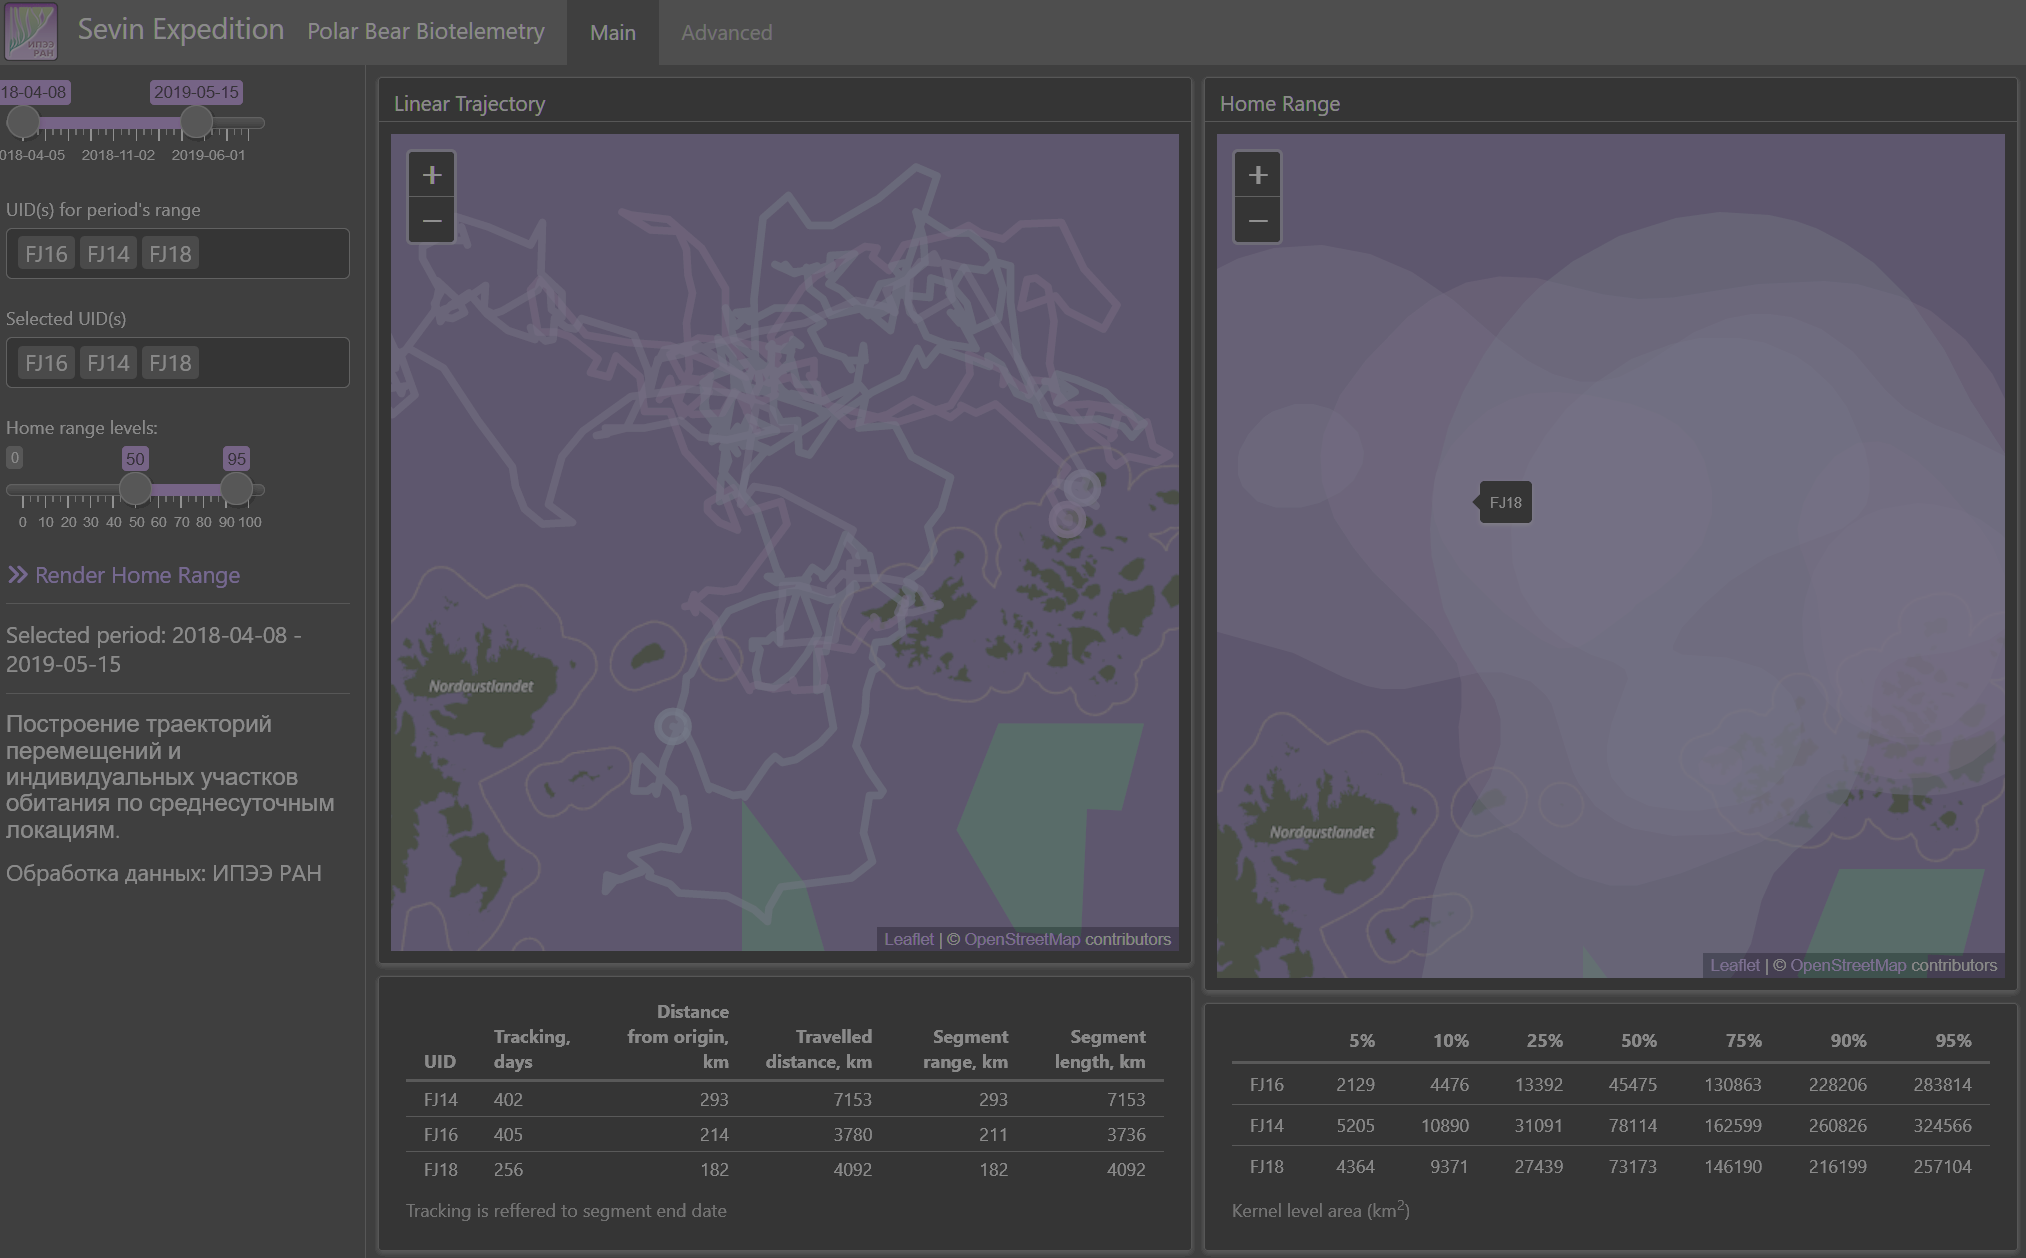 ИПЭЭ
РАН
Sevin Expedition
Polar Bear Biotelemetry
Main
Advanced
18-04-08
2019-05-15
018-04-05
2018-11-02
2019-06-01
UID(s) for period's range
FJ16
FJ14
FJ18
Selected UID(s)
FJ16
FJ14
FJ18
Home range levels:
0
50
95
0 10 20 30 40 50 60 70 80 90 100
Render Home Range
Selected period: 2018-04-08 -
2019-05-15
Построение траекторий
перемещений и
индивидуальных участков
обитания по среднесуточным
локациям.
Обработка данных: ИПЭЭ РАН
Linear Trajectory
+
−
Nordaustlandet
Leaflet | © OpenStreetMap contributors
UID Tracking, days Distance from origin, km Travelled distance, km Segment range, km Segment length, km
FJ14 402 293 7153 293 7153
FJ16 405 214 3780 211 3736
FJ18 256 182 4092 182 4092
Tracking is reffered to segment end date
Home Range
+
−
FJ18
Nordaustlandet
Leaflet | © OpenStreetMap contributors
5% 10% 25% 50% 75% 90% 95%
FJ16 2129 4476 13392 45475 130863 228206 283814
FJ14 5205 10890 31091 78114 162599 260826 324566
FJ18 4364 9371 27439 73173 146190 216199 257104
Kernel level area (km²)